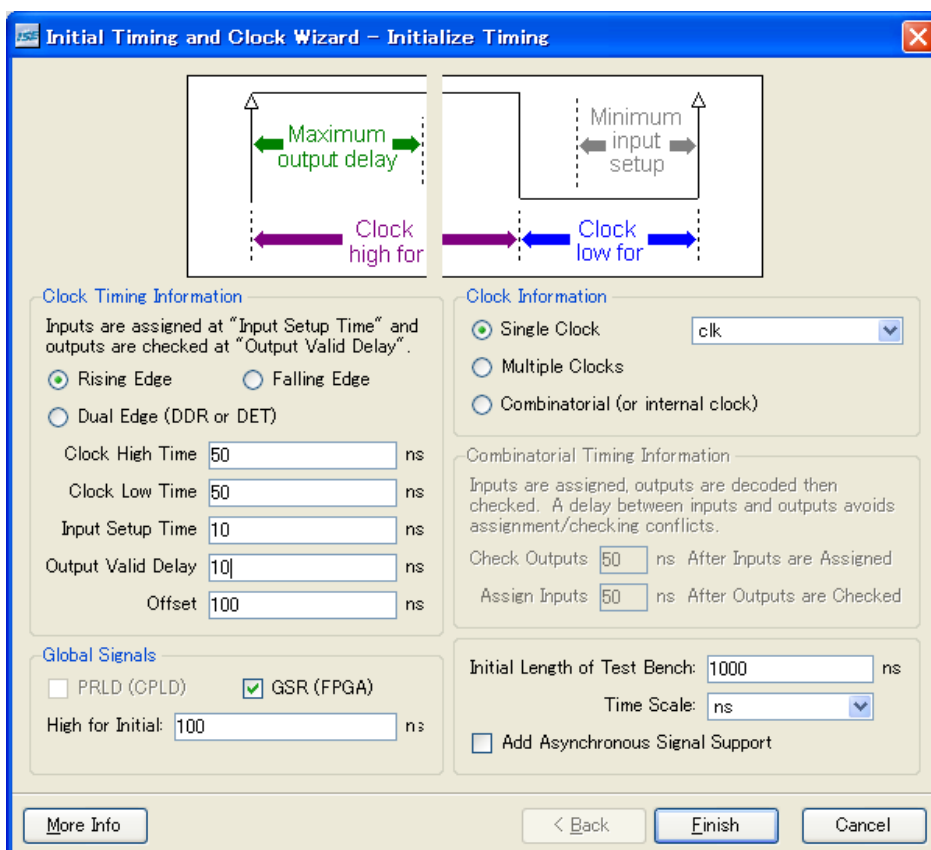 ISE Initial Timing and Clock Wizard - Initialize Timing
Maximum output delay
Minimum input setup
Clock high for
Clock low for
Clock Timing Information
Inputs are assigned at "Input Setup Time" and
outputs are checked at "Output Valid Delay".
Rising Edge Falling Edge
Dual Edge (DDR or DET)
Clock High Time 50 ns
Clock Low Time 50 ns
Input Setup Time 10 ns
Output Valid Delay 10 ns
Offset 100 ns
Global Signals
PRLD (CPLD) GSR (FPGA)
High for Initial: 100 ns
Clock Information
Single Clock clk
Multiple Clocks
Combinatorial (or internal clock)
Combinatorial Timing Information
Inputs are assigned, outputs are decoded then
checked. A delay between inputs and outputs avoids
assignment/checking conflicts.
Check Outputs 50 ns After Inputs are Assigned
Assign Inputs 50 ns After Outputs are Checked
Initial Length of Test Bench: 1000 ns
Time Scale: ns
Add Asynchronous Signal Support
More Info < Back Finish Cancel